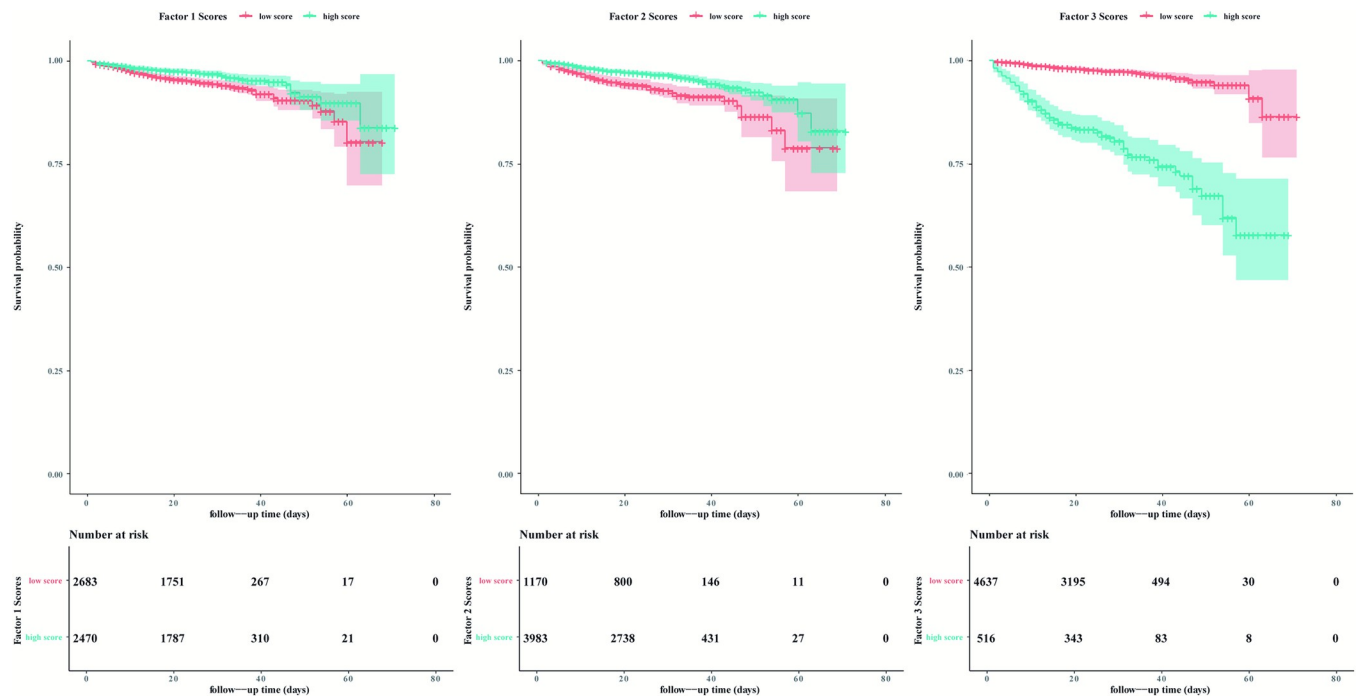 Factor 1 Scores low score high score
1.00
0.75
0.50
0.25
0.00
Survival probability
0 20 40 60 80
follow—up time (days)
Number at risk
Factor 1 Scores
low score 2683 1751 267 17 0
high score 2470 1787 310 21 0
0 20 40 60 80
follow—up time (days)
Factor 2 Scores low score high score
1.00
0.75
0.50
0.25
0.00
Survival probability
0 20 40 60 80
follow—up time (days)
Number at risk
Factor 2 Scores
low score 1170 800 146 11 0
high score 3983 2738 431 27 0
0 20 40 60 80
follow—up time (days)
Factor 3 Scores low score high score
1.00
0.75
0.50
0.25
0.00
Survival probability
0 20 40 60 80
follow—up time (days)
Number at risk
Factor 3 Scores
low score 4637 3195 494 30 0
high score 516 343 83 8 0
0 20 40 60 80
follow—up time (days)